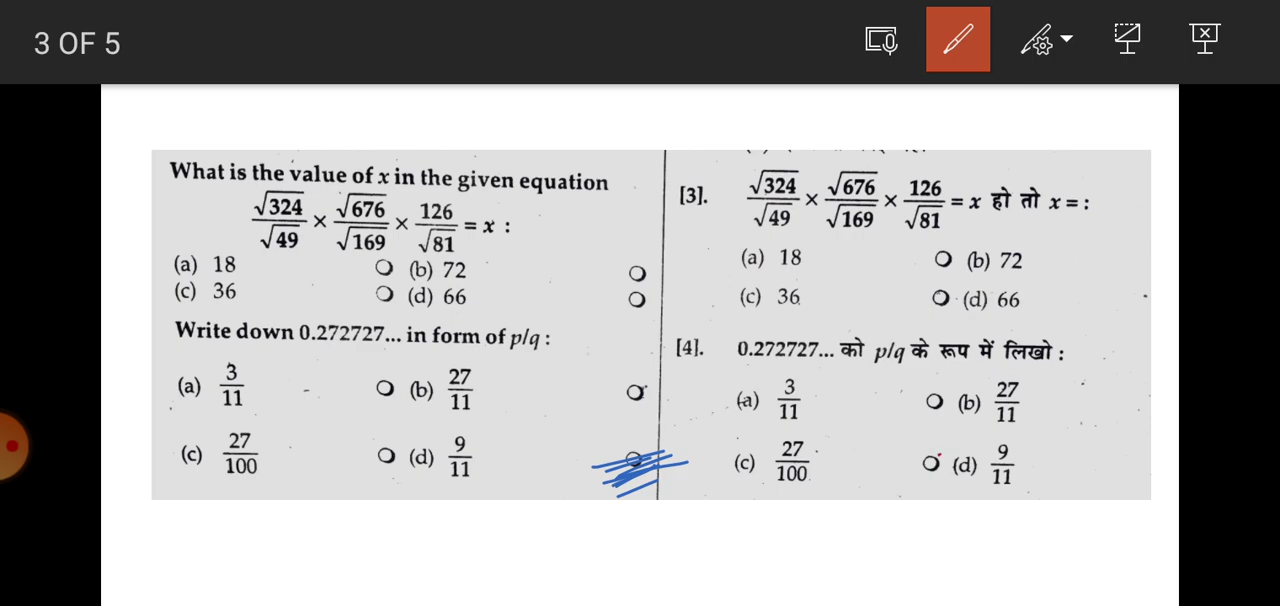 3 OF 5
What is the value of x in the given equation
√324/√49 × √676/√169 × 126/√81 = x :
(a) 18 (b) 72
(c) 36 (d) 66
Write down 0.272727... in form of p/q :
(a) 3/11 (b) 27/11
(c) 27/100 (d) 9/11
[3]. √324/√49 × √676/√169 × 126/√81 = x हो तो x = :
(a) 18 (b) 72
(c) 36 (d) 66
[4]. 0.272727... को p/q के रूप में लिखो :
(a) 3/11 (b) 27/11
(c) 27/100 (d) 9/11